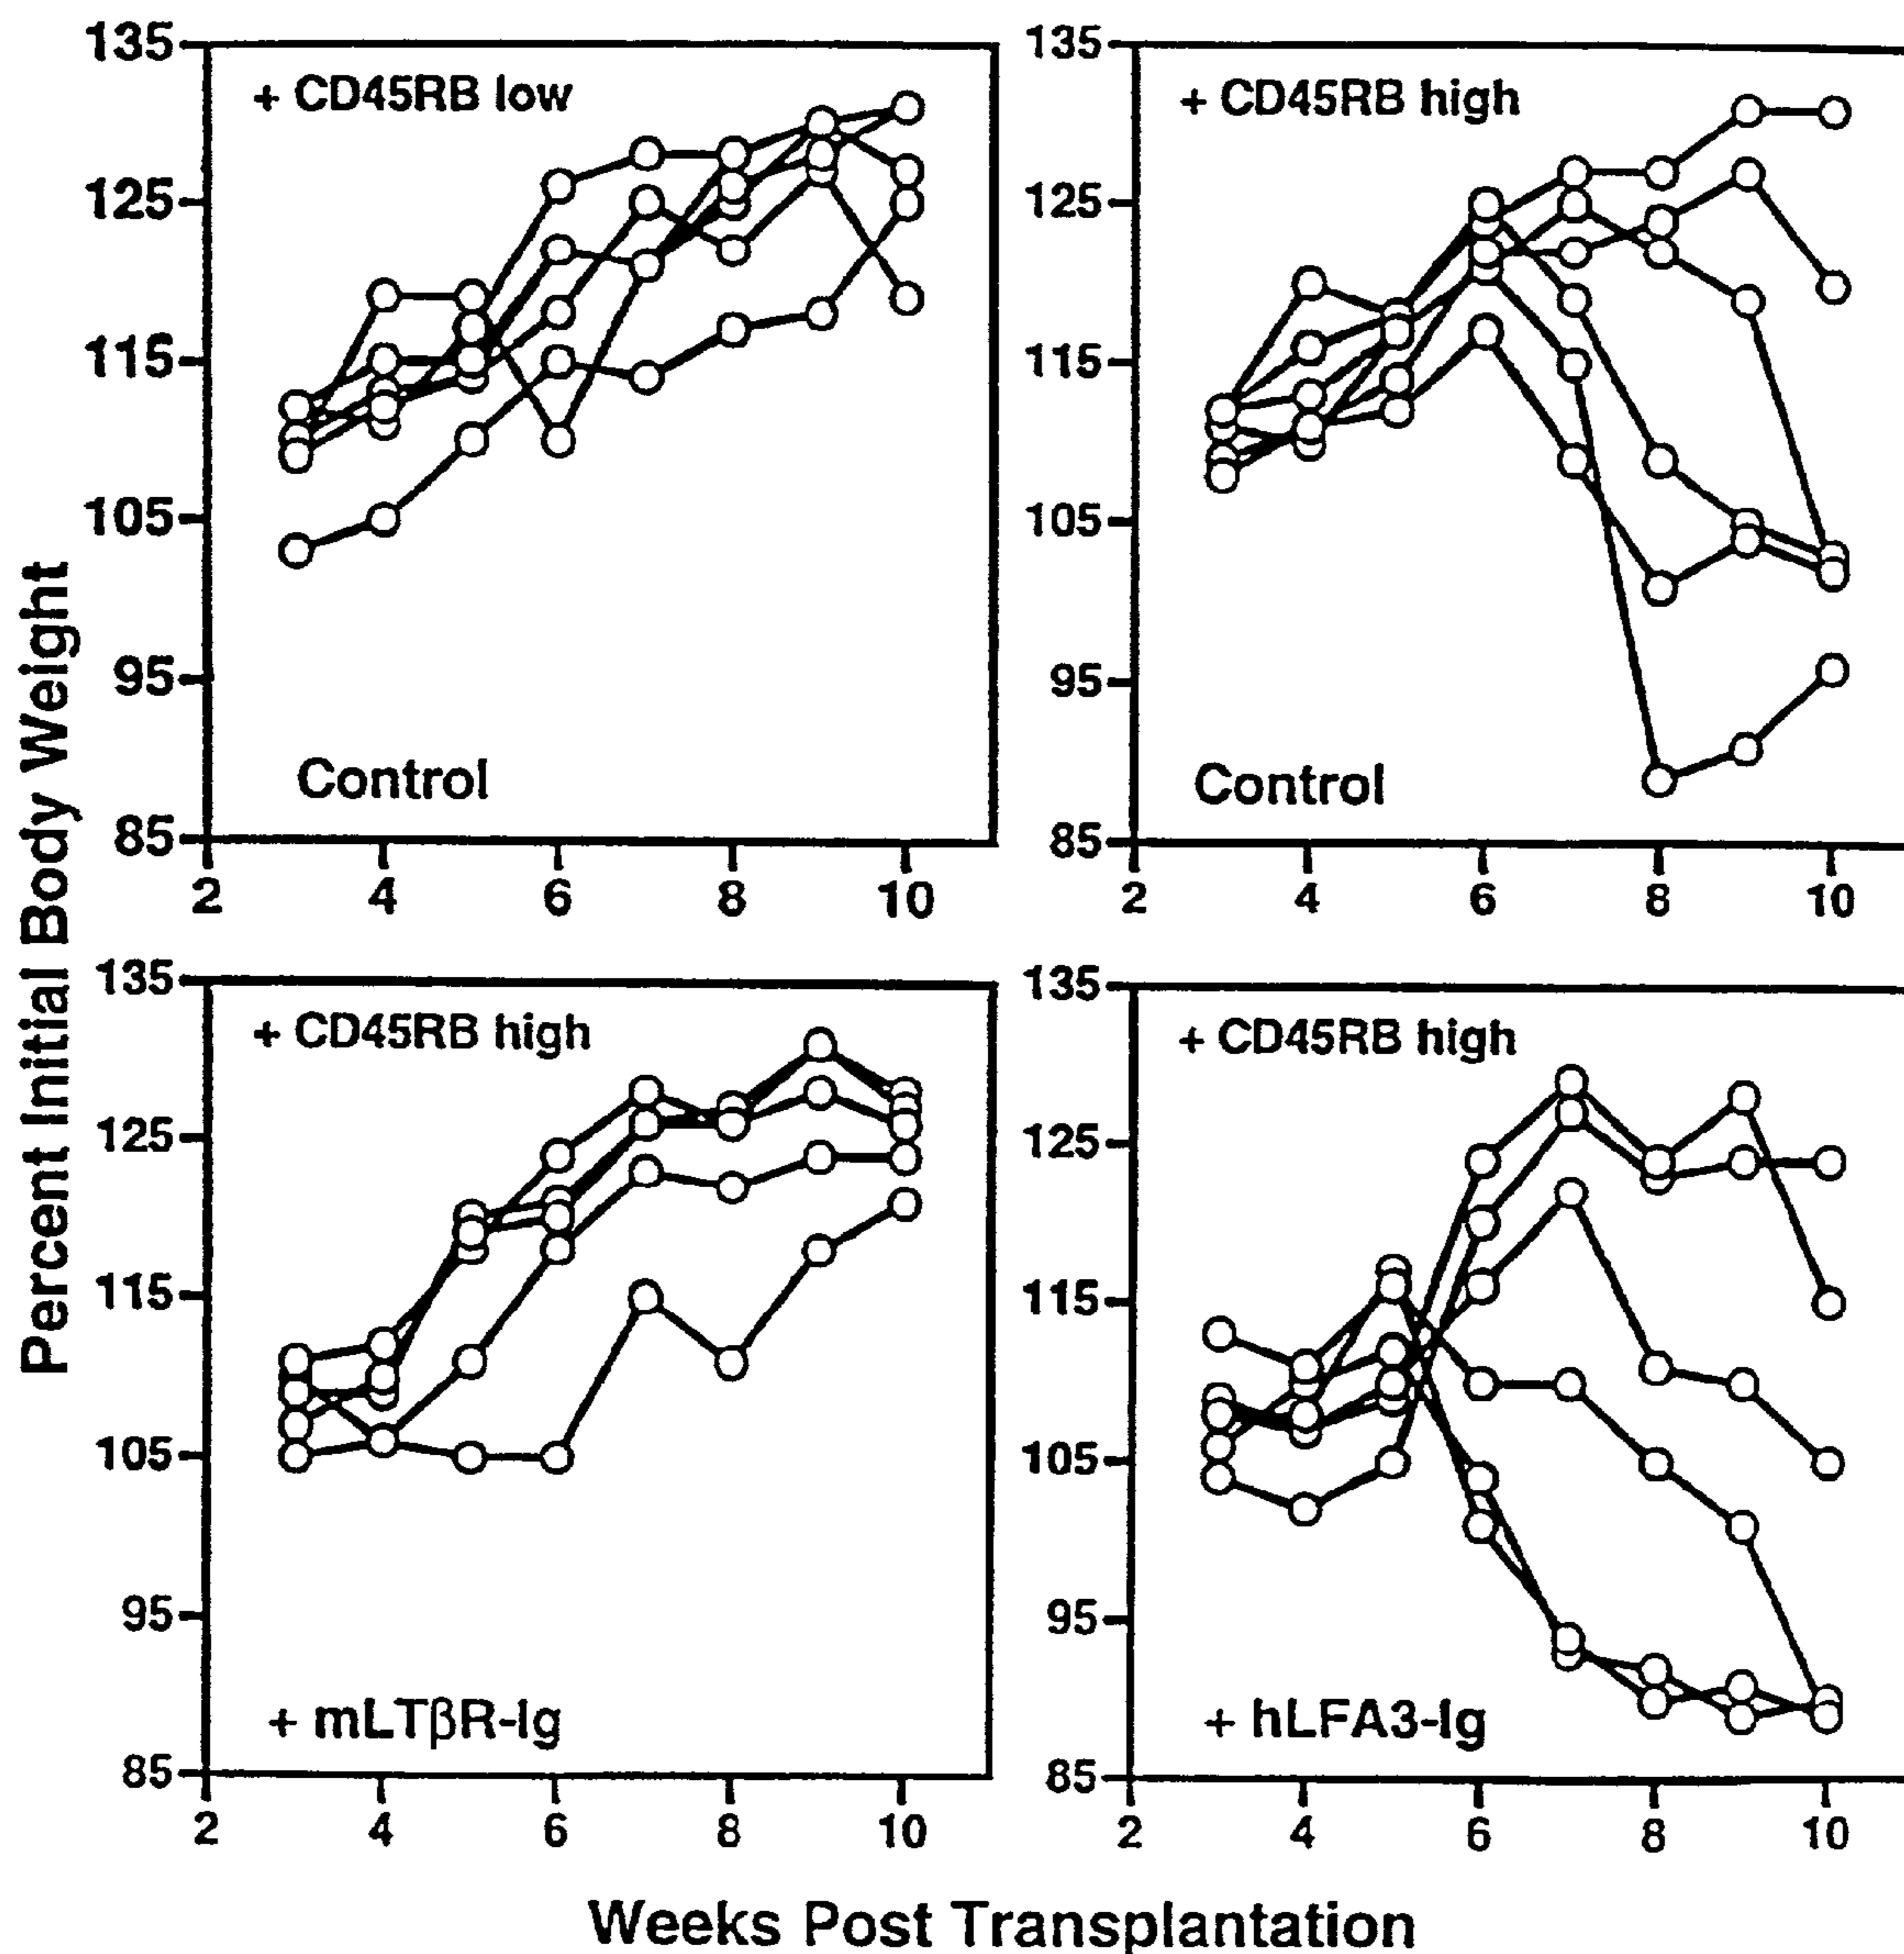 Percent Initial Body Weight
135
125
115
105
95
85
+ CD45RB low
Control
2 4 6 8 10
135
125
115
105
95
85
+ CD45RB high
Control
2 4 6 8 10
135
125
115
105
95
85
+ CD45RB high
+ mLTβR-Ig
2 4 6 8 10
135
125
115
105
95
85
+ CD45RB high
+ hLFA3-Ig
2 4 6 8 10
Weeks Post Transplantation